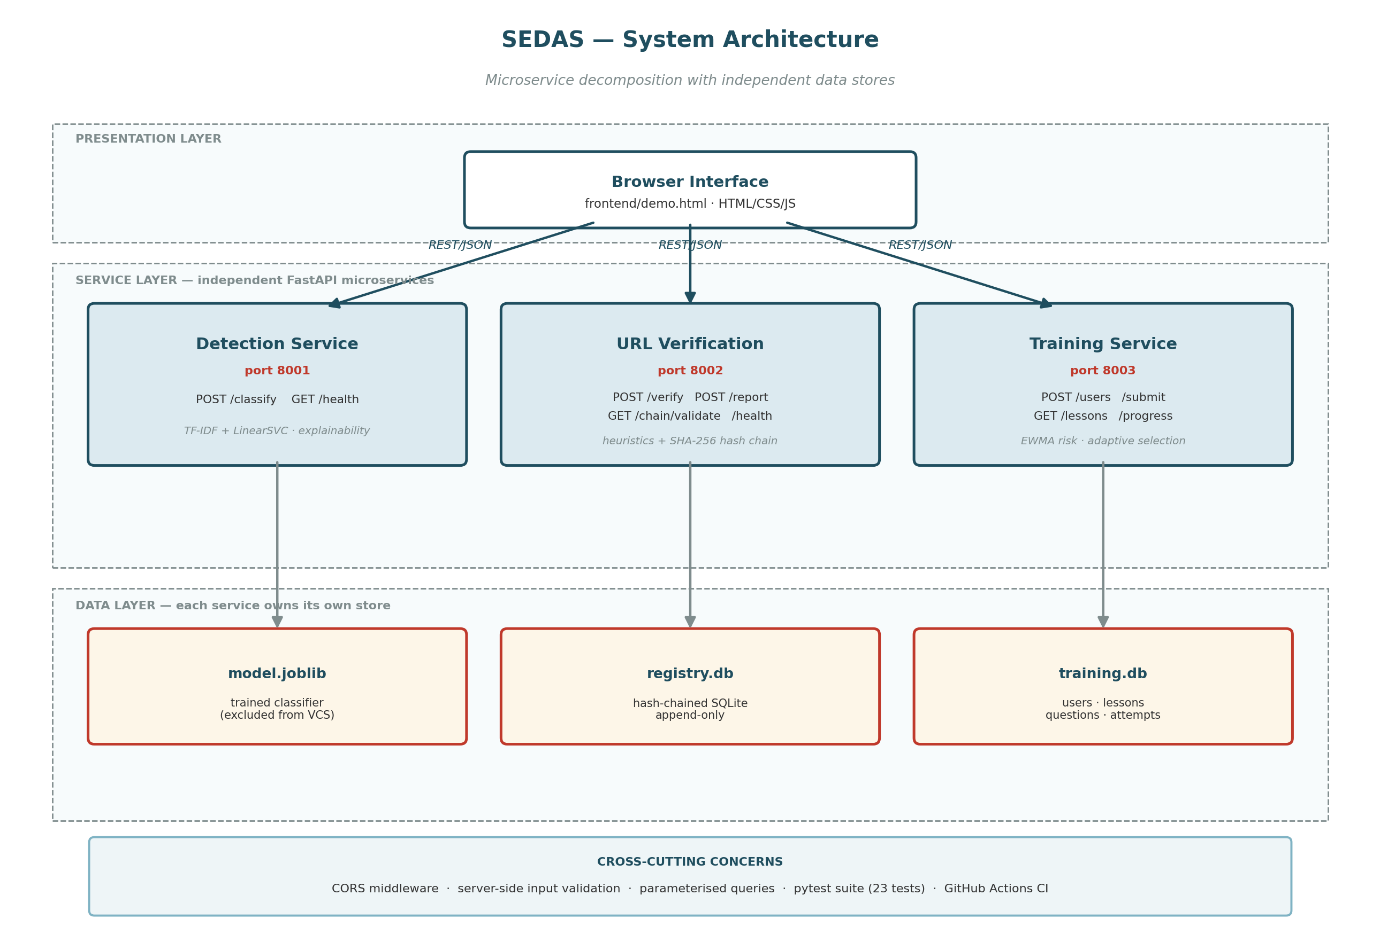 SEDAS — System Architecture
Microservice decomposition with independent data stores
PRESENTATION LAYER
Browser Interface
frontend/demo.html · HTML/CSS/JS
REST/JSON
REST/JSON
REST/JSON
SERVICE LAYER — independent FastAPI microservices
Detection Service
port 8001
POST /classify    GET /health
TF-IDF + LinearSVC · explainability
URL Verification
port 8002
POST /verify   POST /report
GET /chain/validate   /health
heuristics + SHA-256 hash chain
Training Service
port 8003
POST /users   /submit
GET /lessons   /progress
EWMA risk · adaptive selection
DATA LAYER — each service owns its own store
model.joblib
trained classifier
(excluded from VCS)
registry.db
hash-chained SQLite
append-only
training.db
users · lessons
questions · attempts
CROSS-CUTTING CONCERNS
CORS middleware  ·  server-side input validation  ·  parameterised queries  ·  pytest suite (23 tests)  ·  GitHub Actions CI